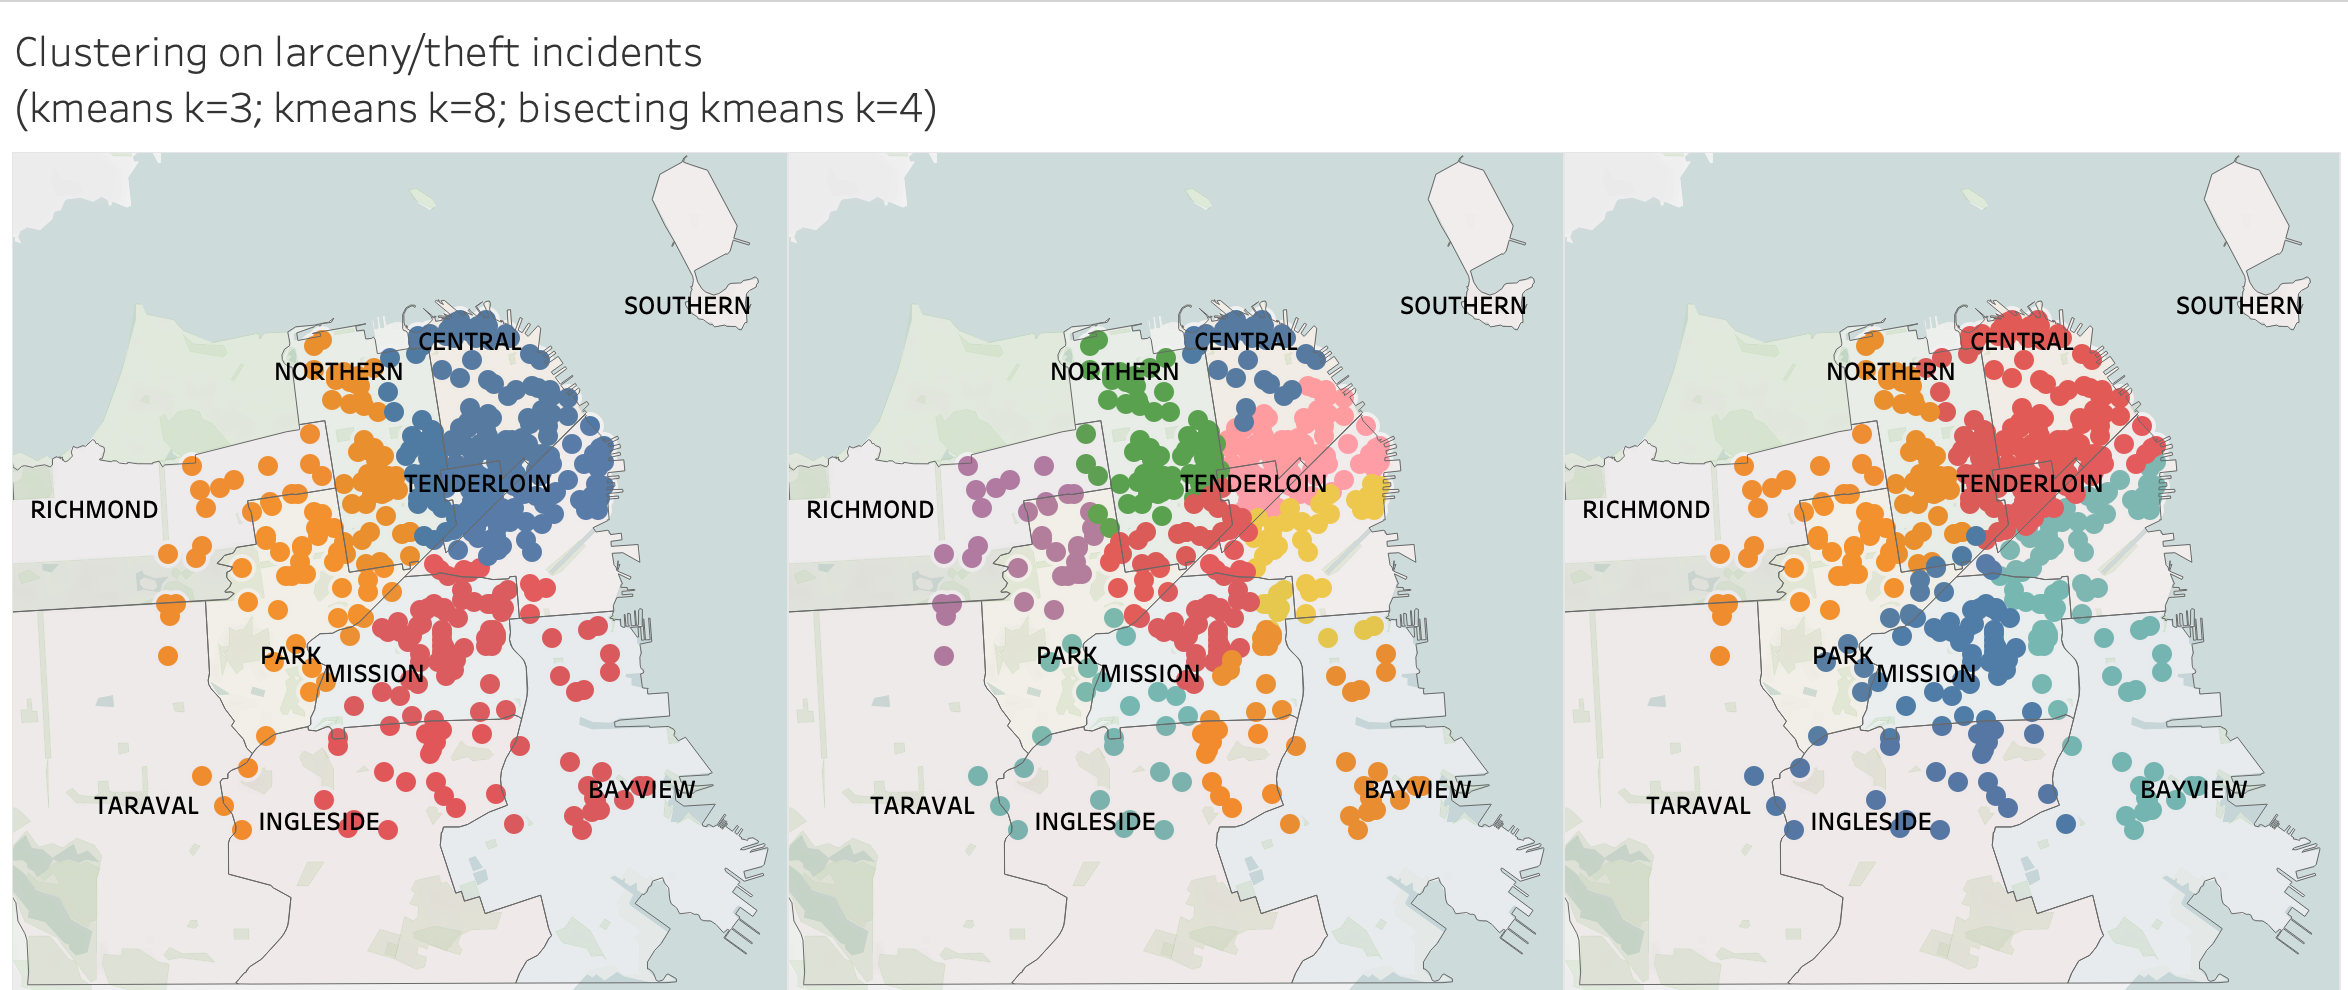 Clustering on larceny/theft incidents
(kmeans k=3; kmeans k=8; bisecting kmeans k=4)
SOUTHERN
CENTRAL
NORTHERN
TENDERLOIN
RICHMOND
PARK
MISSION
TARAVAL
INGLESIDE
BAYVIEW
SOUTHERN
CENTRAL
NORTHERN
TENDERLOIN
RICHMOND
PARK
MISSION
TARAVAL
INGLESIDE
BAYVIEW
SOUTHERN
CENTRAL
NORTHERN
TENDERLOIN
RICHMOND
PARK
MISSION
TARAVAL
INGLESIDE
BAYVIEW